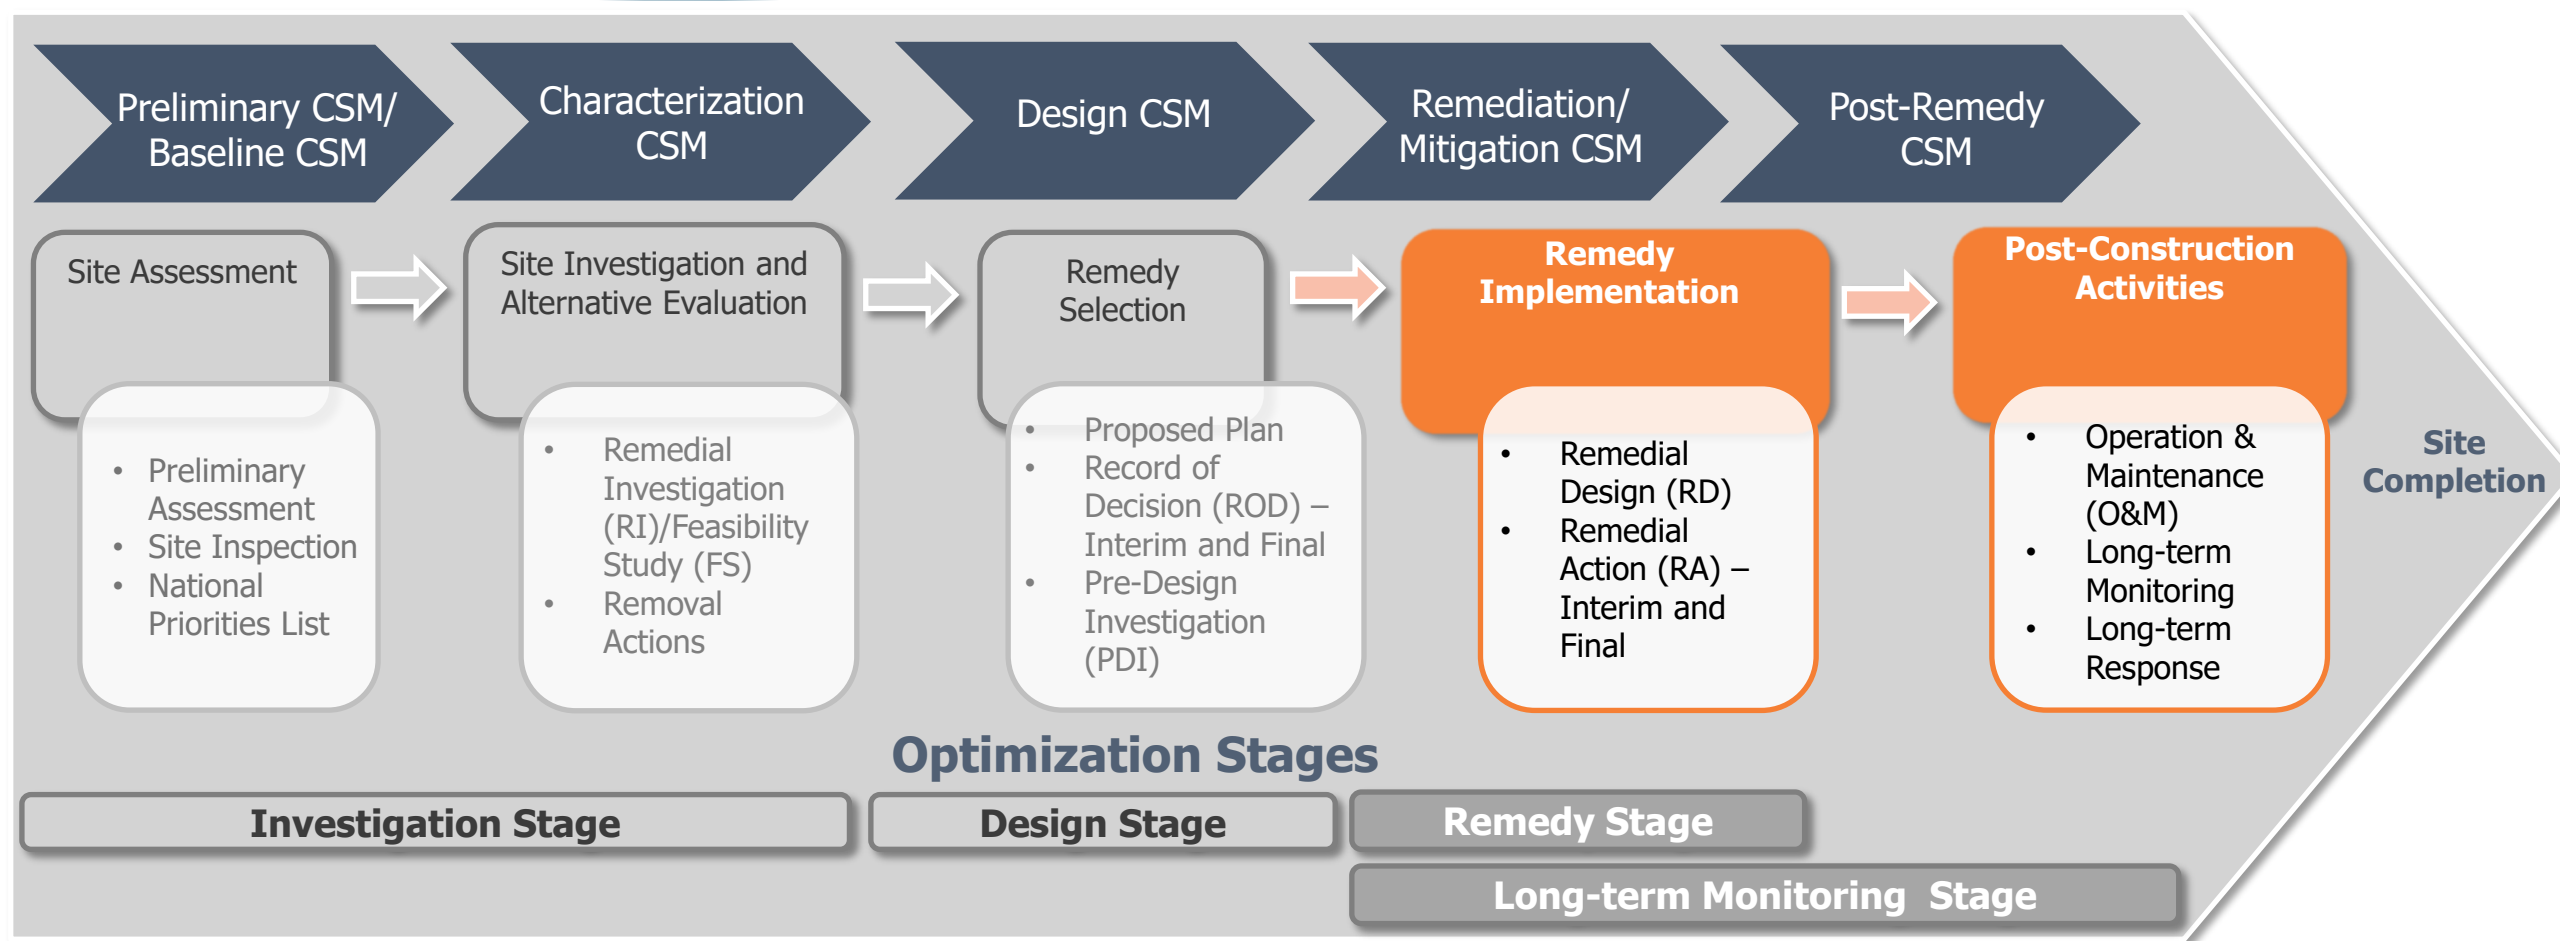 Preliminary CSM/
Baseline CSM
Characterization
CSM
Design CSM
Remediation/
Mitigation CSM
Post-Remedy
CSM
Site Assessment
• Preliminary
Assessment
• Site Inspection
• National
Priorities List
Site Investigation and
Alternative Evaluation
• Remedial
Investigation
(RI)/Feasibility
Study (FS)
• Removal
Actions
Remedy
Selection
• Proposed Plan
• Record of
Decision (ROD) –
Interim and Final
• Pre-Design
Investigation
(PDI)
Remedy
Implementation
• Remedial
Design (RD)
• Remedial
Action (RA) –
Interim and
Final
Post-Construction
Activities
• Operation &
Maintenance
(O&M)
• Long-term
Monitoring
• Long-term
Response
Site
Completion
Optimization Stages
Investigation Stage
Design Stage
Remedy Stage
Long-term Monitoring Stage